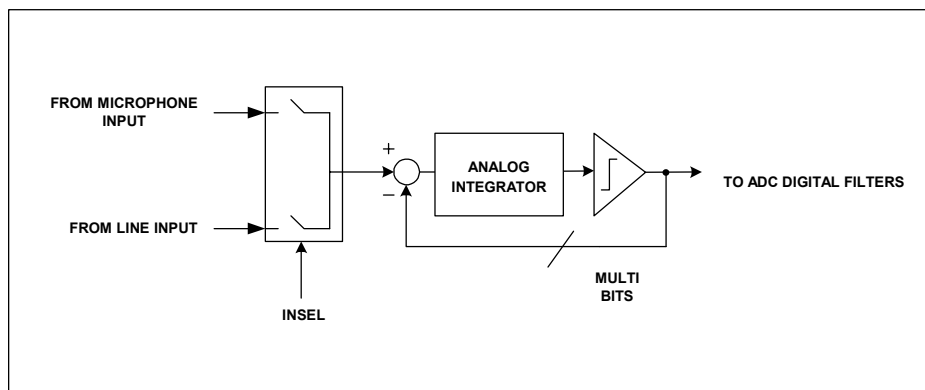 FROM MICROPHONE
INPUT
+
−
ANALOG
INTEGRATOR
TO ADC DIGITAL FILTERS
FROM LINE INPUT
MULTI
BITS
INSEL